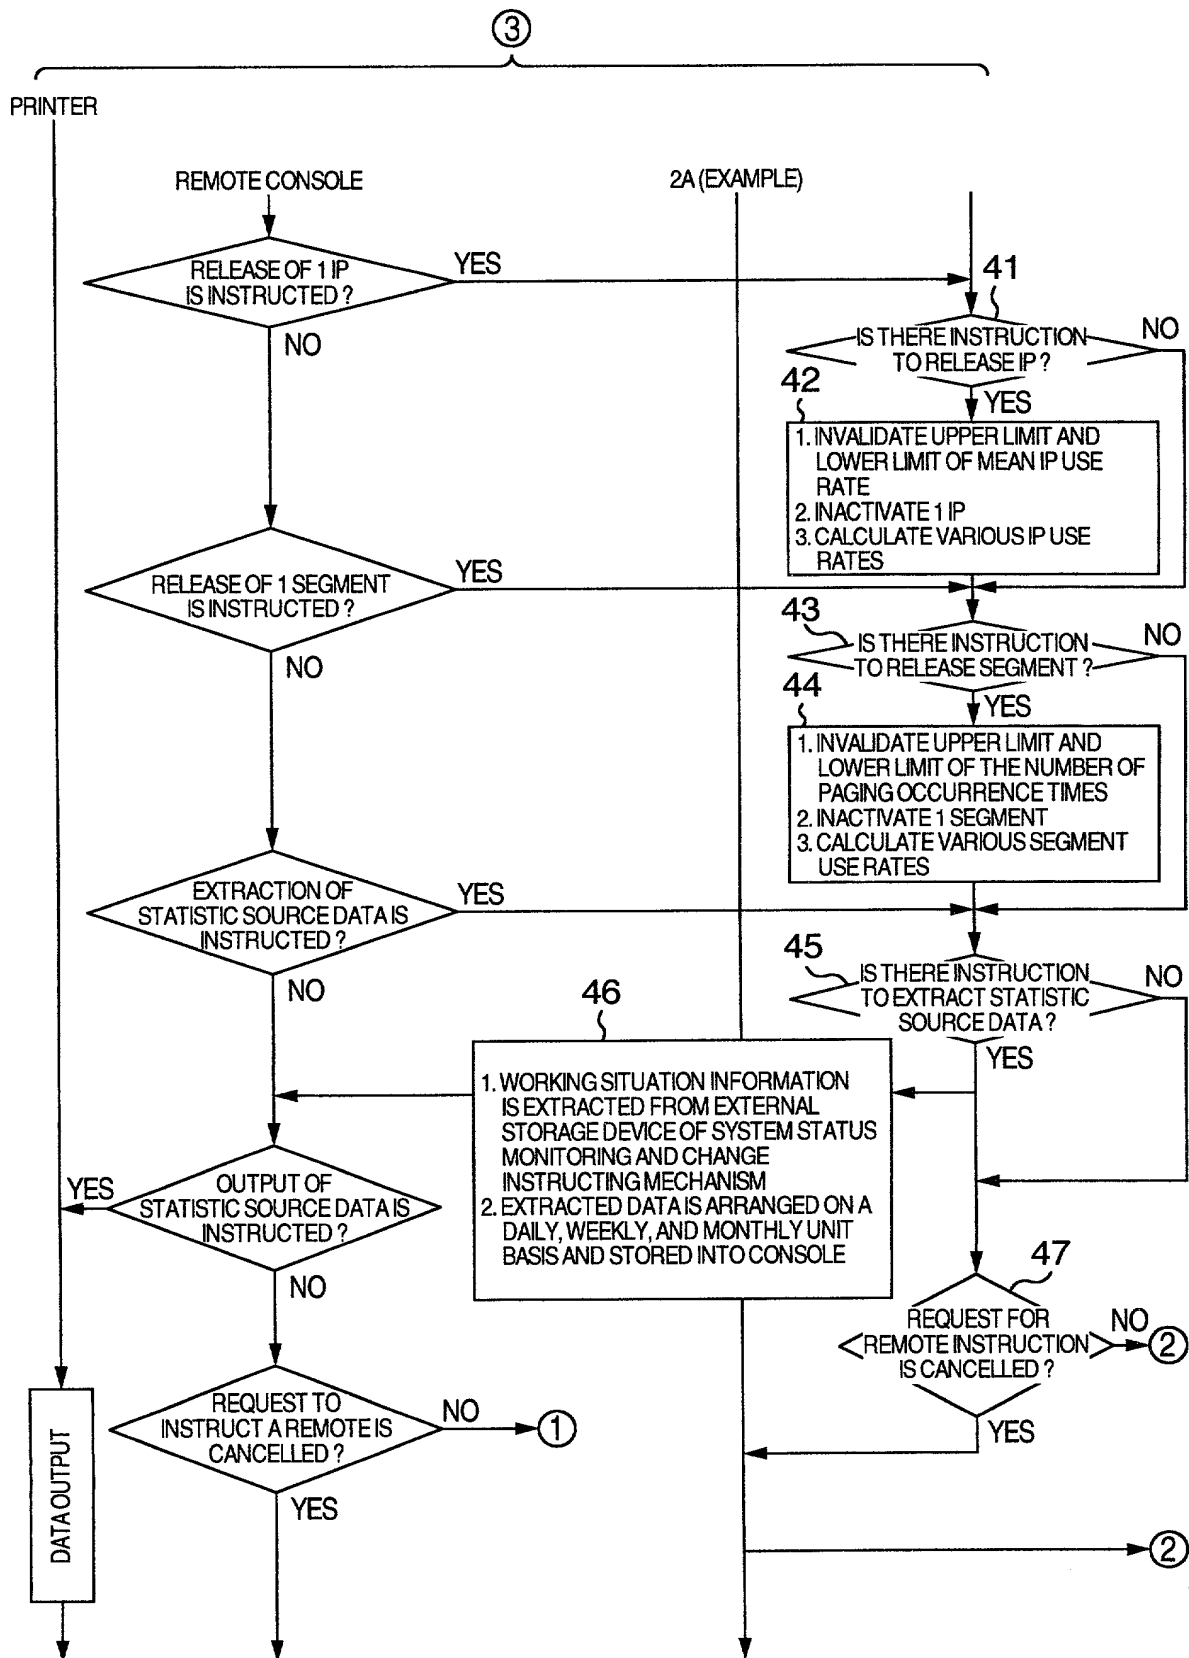 ③
PRINTER
REMOTE CONSOLE
2A (EXAMPLE)
RELEASE OF 1 IP
IS INSTRUCTED ?
YES
NO
41
IS THERE INSTRUCTION
TO RELEASE IP ?
NO
YES
42
1. INVALIDATE UPPER LIMIT AND
LOWER LIMIT OF MEAN IP USE
RATE
2. INACTIVATE 1 IP
3. CALCULATE VARIOUS IP USE
RATES
RELEASE OF 1 SEGMENT
IS INSTRUCTED ?
YES
NO
43
IS THERE INSTRUCTION
TO RELEASE SEGMENT ?
NO
YES
44
1. INVALIDATE UPPER LIMIT AND
LOWER LIMIT OF THE NUMBER OF
PAGING OCCURRENCE TIMES
2. INACTIVATE 1 SEGMENT
3. CALCULATE VARIOUS SEGMENT
USE RATES
EXTRACTION OF
STATISTIC SOURCE DATA IS
INSTRUCTED ?
YES
NO
45
IS THERE INSTRUCTION
TO EXTRACT STATISTIC
SOURCE DATA ?
NO
YES
46
1. WORKING SITUATION INFORMATION
IS EXTRACTED FROM EXTERNAL
STORAGE DEVICE OF SYSTEM STATUS
MONITORING AND CHANGE
INSTRUCTING MECHANISM
2. EXTRACTED DATA IS ARRANGED ON A
DAILY, WEEKLY, AND MONTHLY UNIT
BASIS AND STORED INTO CONSOLE
YES
OUTPUT OF
STATISTIC SOURCE DATA IS
INSTRUCTED ?
NO
47
REQUEST FOR
REMOTE INSTRUCTION
IS CANCELLED ?
NO
②
YES
REQUEST TO
INSTRUCT A REMOTE IS
CANCELLED ?
NO
①
YES
DATA OUTPUT
②